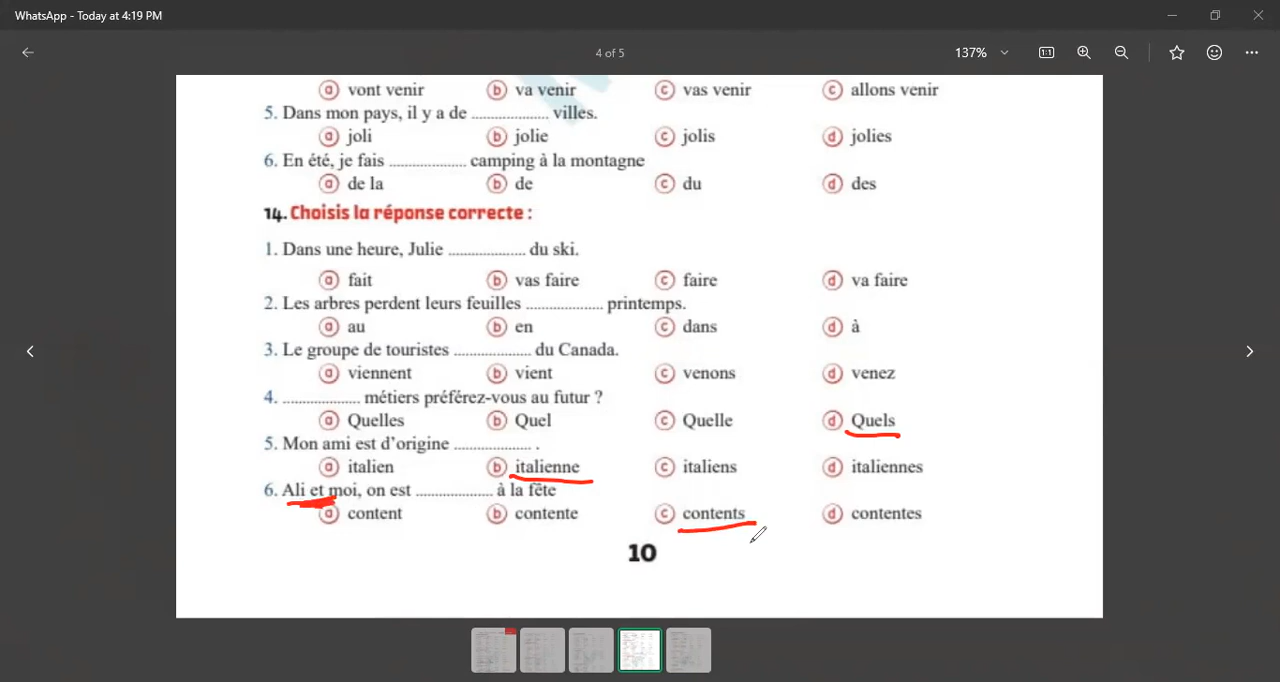 WhatsApp - Today at 4:19 PM
4 of 5
137%
1:1
a vont venir b va venir c vas venir c allons venir
5. Dans mon pays, il y a de .................... villes.
a joli b jolie c jolis d jolies
6. En été, je fais .................... camping à la montagne
a de la b de c du d des
14. Choisis la réponse correcte :
1. Dans une heure, Julie .................... du ski.
a fait b vas faire c faire d va faire
2. Les arbres perdent leurs feuilles .................... printemps.
a au b en c dans d à
3. Le groupe de touristes .................... du Canada.
a viennent b vient c venons d venez
4. .................... métiers préférez-vous au futur ?
a Quelles b Quel c Quelle d Quels
5. Mon ami est d'origine .................... .
a italien b italienne c italiens d italiennes
6. Ali et moi, on est .................... à la fête
a content b contente c contents d contentes
10